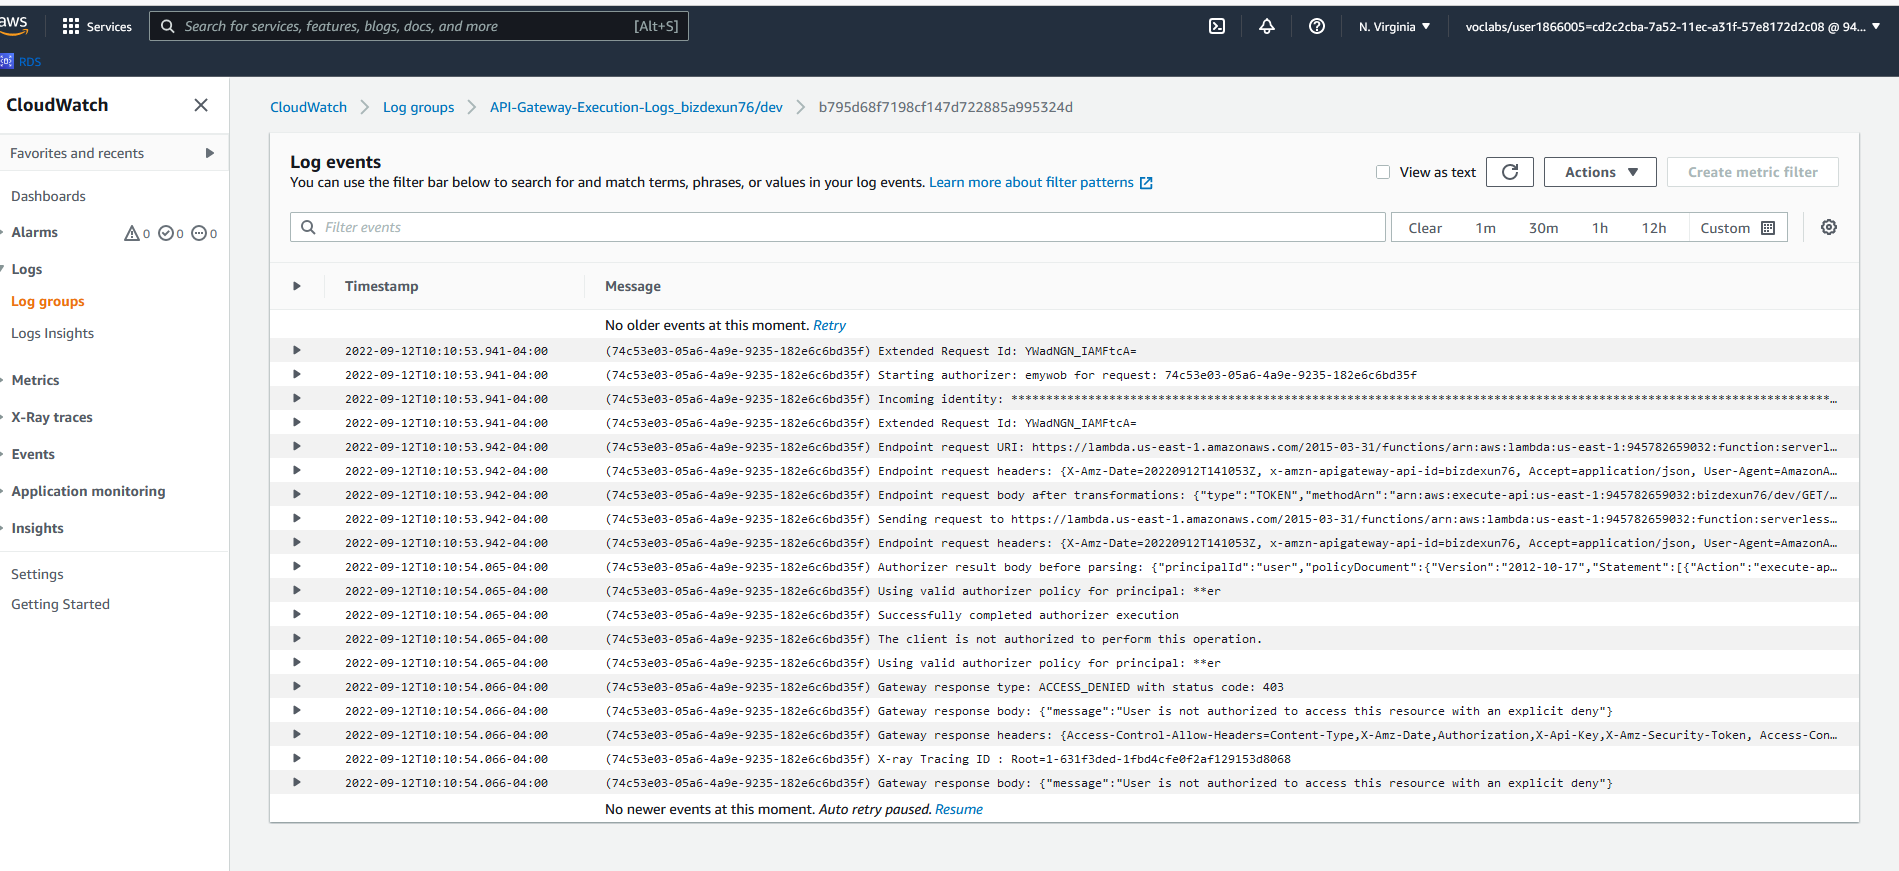 aws
Services
Search for services, features, blogs, docs, and more
[Alt+S]
N. Virginia
voclabs/user1866005=cd2c2cba-7a52-11ec-a31f-57e8172d2c08 @ 94...
RDS
CloudWatch
Favorites and recents
Dashboards
Alarms 0 0 0
Logs
Log groups
Logs Insights
Metrics
X-Ray traces
Events
Application monitoring
Insights
Settings
Getting Started
CloudWatch Log groups API-Gateway-Execution-Logs_bizdexun76/dev b795d68f7198cf147d722885a995324d
Log events
You can use the filter bar below to search for and match terms, phrases, or values in your log events. Learn more about filter patterns
View as text
Actions
Create metric filter
Filter events
Clear 1m 30m 1h 12h Custom
Timestamp Message
No older events at this moment. Retry
2022-09-12T10:10:53.941-04:00 (74c53e03-05a6-4a9e-9235-182e6c6bd35f) Extended Request Id: YWadNGN_IAMFtcA=
2022-09-12T10:10:53.941-04:00 (74c53e03-05a6-4a9e-9235-182e6c6bd35f) Starting authorizer: emywob for request: 74c53e03-05a6-4a9e-9235-182e6c6bd35f
2022-09-12T10:10:53.941-04:00 (74c53e03-05a6-4a9e-9235-182e6c6bd35f) Incoming identity: *********************************************************************************************************************…
2022-09-12T10:10:53.942-04:00 (74c53e03-05a6-4a9e-9235-182e6c6bd35f) Extended Request Id: YWadNGN_IAMFtcA=
2022-09-12T10:10:53.942-04:00 (74c53e03-05a6-4a9e-9235-182e6c6bd35f) Endpoint request URI: https://lambda.us-east-1.amazonaws.com/2015-03-31/functions/arn:aws:lambda:us-east-1:945782659032:function:serverl…
2022-09-12T10:10:53.942-04:00 (74c53e03-05a6-4a9e-9235-182e6c6bd35f) Endpoint request headers: {X-Amz-Date=20220912T141053Z, x-amzn-apigateway-api-id=bizdexun76, Accept=application/json, User-Agent=AmazonA…
2022-09-12T10:10:53.942-04:00 (74c53e03-05a6-4a9e-9235-182e6c6bd35f) Endpoint request body after transformations: {"type":"TOKEN","methodArn":"arn:aws:execute-api:us-east-1:945782659032:bizdexun76/dev/GET/…
2022-09-12T10:10:53.942-04:00 (74c53e03-05a6-4a9e-9235-182e6c6bd35f) Sending request to https://lambda.us-east-1.amazonaws.com/2015-03-31/functions/arn:aws:lambda:us-east-1:945782659032:function:serverless…
2022-09-12T10:10:53.942-04:00 (74c53e03-05a6-4a9e-9235-182e6c6bd35f) Endpoint request headers: {X-Amz-Date=20220912T141053Z, x-amzn-apigateway-api-id=bizdexun76, Accept=application/json, User-Agent=AmazonA…
2022-09-12T10:10:54.065-04:00 (74c53e03-05a6-4a9e-9235-182e6c6bd35f) Authorizer result body before parsing: {"principalId":"user","policyDocument":{"Version":"2012-10-17","Statement":[{"Action":"execute-ap…
2022-09-12T10:10:54.065-04:00 (74c53e03-05a6-4a9e-9235-182e6c6bd35f) Using valid authorizer policy for principal: **er
2022-09-12T10:10:54.065-04:00 (74c53e03-05a6-4a9e-9235-182e6c6bd35f) Successfully completed authorizer execution
2022-09-12T10:10:54.065-04:00 (74c53e03-05a6-4a9e-9235-182e6c6bd35f) The client is not authorized to perform this operation.
2022-09-12T10:10:54.065-04:00 (74c53e03-05a6-4a9e-9235-182e6c6bd35f) Using valid authorizer policy for principal: **er
2022-09-12T10:10:54.066-04:00 (74c53e03-05a6-4a9e-9235-182e6c6bd35f) Gateway response type: ACCESS_DENIED with status code: 403
2022-09-12T10:10:54.066-04:00 (74c53e03-05a6-4a9e-9235-182e6c6bd35f) Gateway response body: {"message":"User is not authorized to access this resource with an explicit deny"}
2022-09-12T10:10:54.066-04:00 (74c53e03-05a6-4a9e-9235-182e6c6bd35f) Gateway response headers: {Access-Control-Allow-Headers=Content-Type,X-Amz-Date,Authorization,X-Api-Key,X-Amz-Security-Token, Access-Con…
2022-09-12T10:10:54.066-04:00 (74c53e03-05a6-4a9e-9235-182e6c6bd35f) X-ray Tracing ID : Root=1-631f3ded-1fbd4cfe0f2af129153d8068
2022-09-12T10:10:54.066-04:00 (74c53e03-05a6-4a9e-9235-182e6c6bd35f) Gateway response body: {"message":"User is not authorized to access this resource with an explicit deny"}
No newer events at this moment. Auto retry paused. Resume